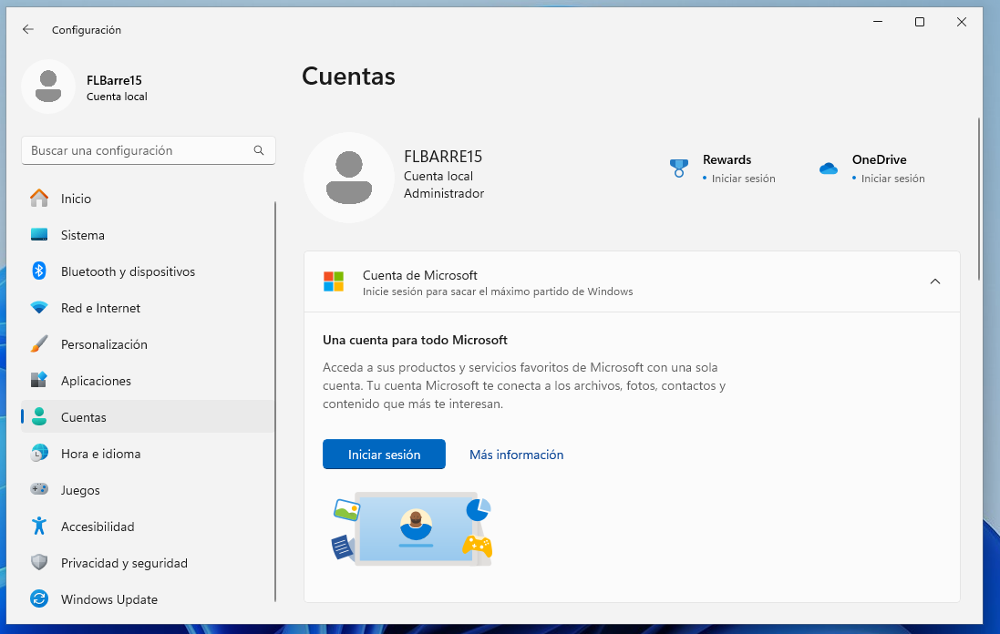 Configuración
FLBarre15
Cuenta local
Buscar una configuración
Inicio
Sistema
Bluetooth y dispositivos
Red e Internet
Personalización
Aplicaciones
Cuentas
Hora e idioma
Juegos
Accesibilidad
Privacidad y seguridad
Windows Update
Cuentas
FLBARRE15
Cuenta local
Administrador
Rewards
• Iniciar sesión
OneDrive
• Iniciar sesión
Cuenta de Microsoft
Inicie sesión para sacar el máximo partido de Windows
Una cuenta para todo Microsoft
Acceda a sus productos y servicios favoritos de Microsoft con una sola
cuenta. Tu cuenta Microsoft te conecta a los archivos, fotos, contactos y
contenido que más te interesan.
Iniciar sesión
Más información